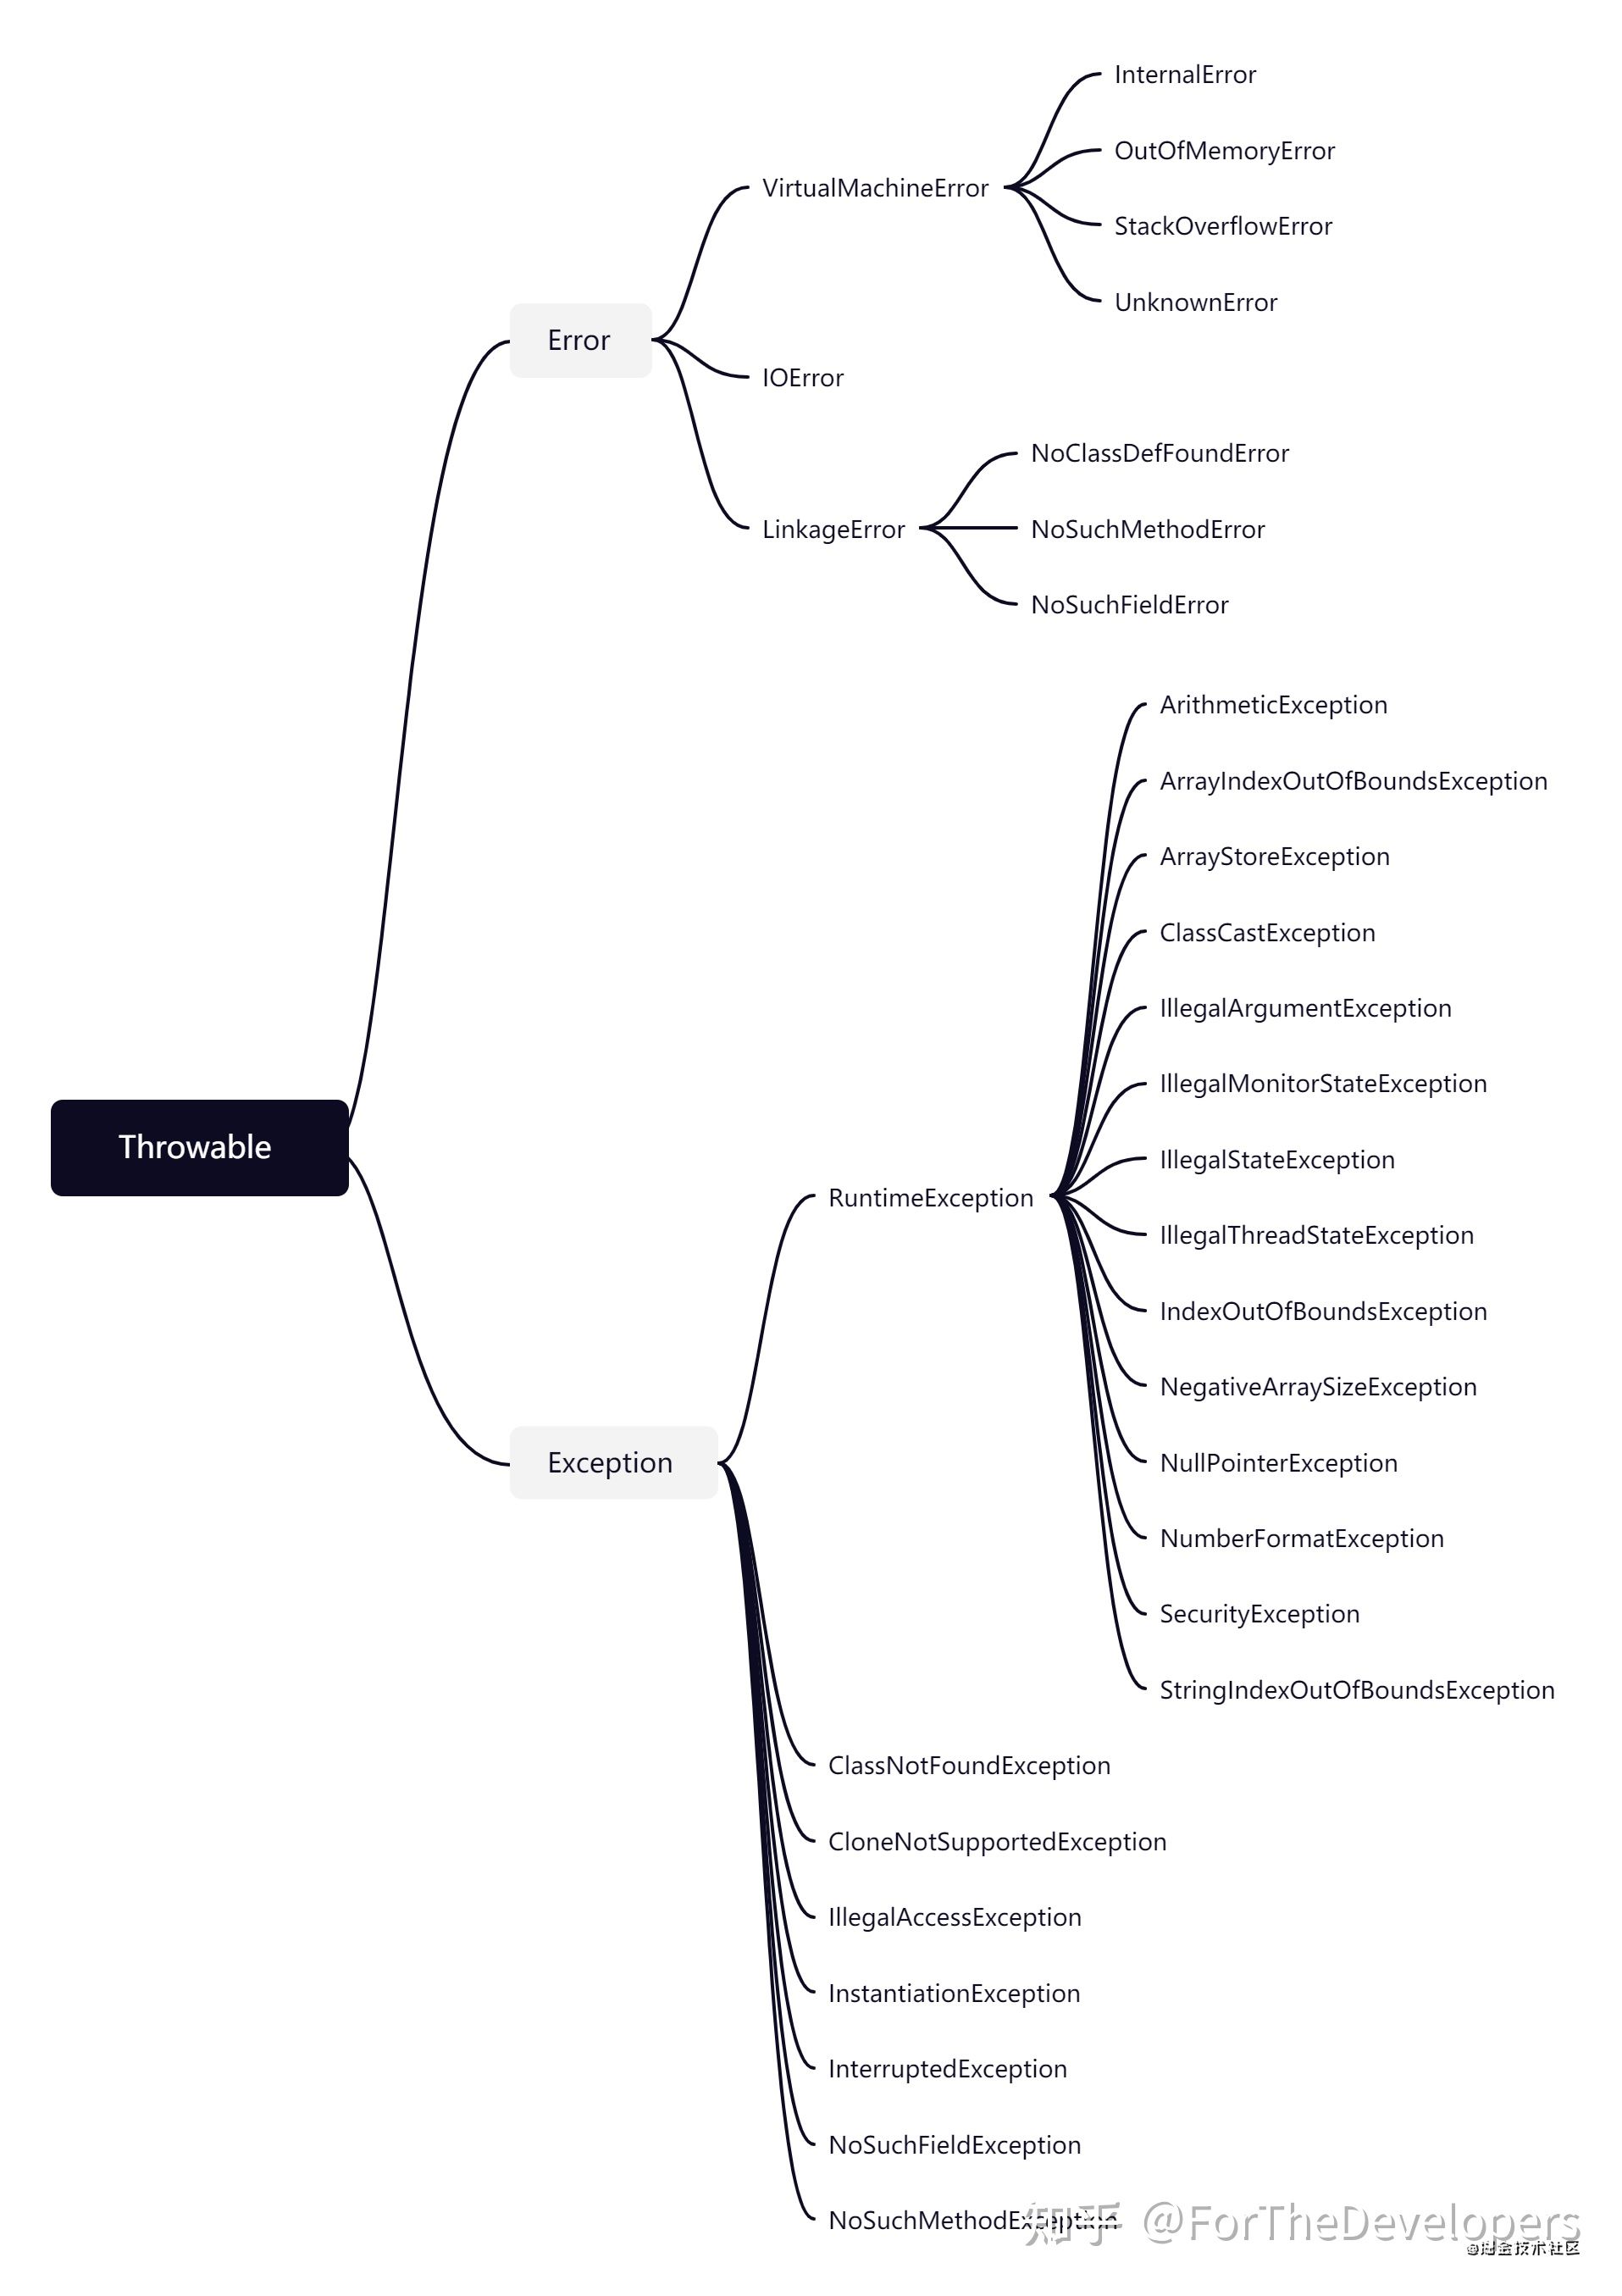 InternalError
OutOfMemoryError
VirtualMachineError
StackOverflowError
UnknownError
Error
IOError
NoClassDefFoundError
LinkageError
NoSuchMethodError
NoSuchFieldError
ArithmeticException
ArrayIndexOutOfBoundsException
ArrayStoreException
ClassCastException
IllegalArgumentException
IllegalMonitorStateException
Throwable
IllegalStateException
RuntimeException
IllegalThreadStateException
IndexOutOfBoundsException
NegativeArraySizeException
Exception
NullPointerException
NumberFormatException
SecurityException
StringIndexOutOfBoundsException
ClassNotFoundException
CloneNotSupportedException
IllegalAccessException
InstantiationException
InterruptedException
NoSuchFieldException
NoSuchMethodException
知乎 @ForTheDevelopers
@掘金技术社区